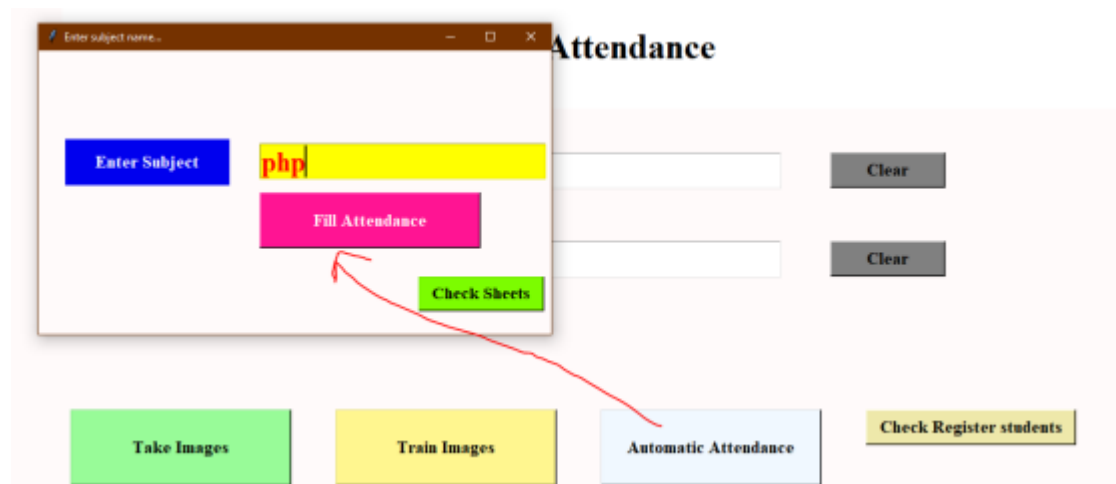 Enter subject name...
Attendance
Enter Subject
php
Clear
Fill Attendance
Clear
Check Sheets
Take Images
Train Images
Automatic Attendance
Check Register students